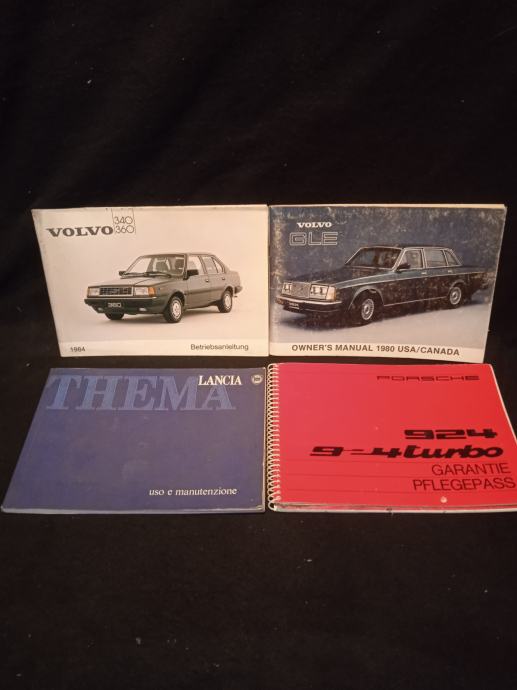 VOLVO 340
360
360
1984 Betriebsanleitung
VOLVO
GLE
OWNER'S MANUAL 1980 USA/CANADA
THEMA
LANCIA
uso e manutenzione
PORSCHE
924
GARANTIE
PFLEGEPASS